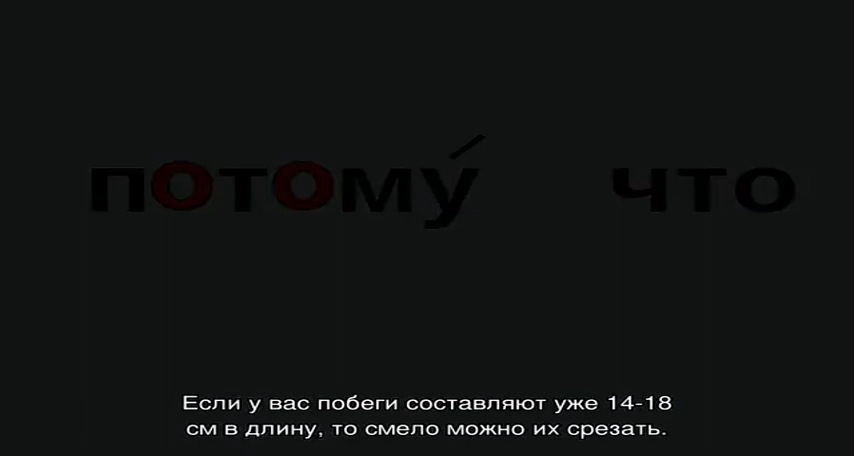 потому́ что
Если у вас побеги составляют уже 14-18
см в длину, то смело можно их срезать.